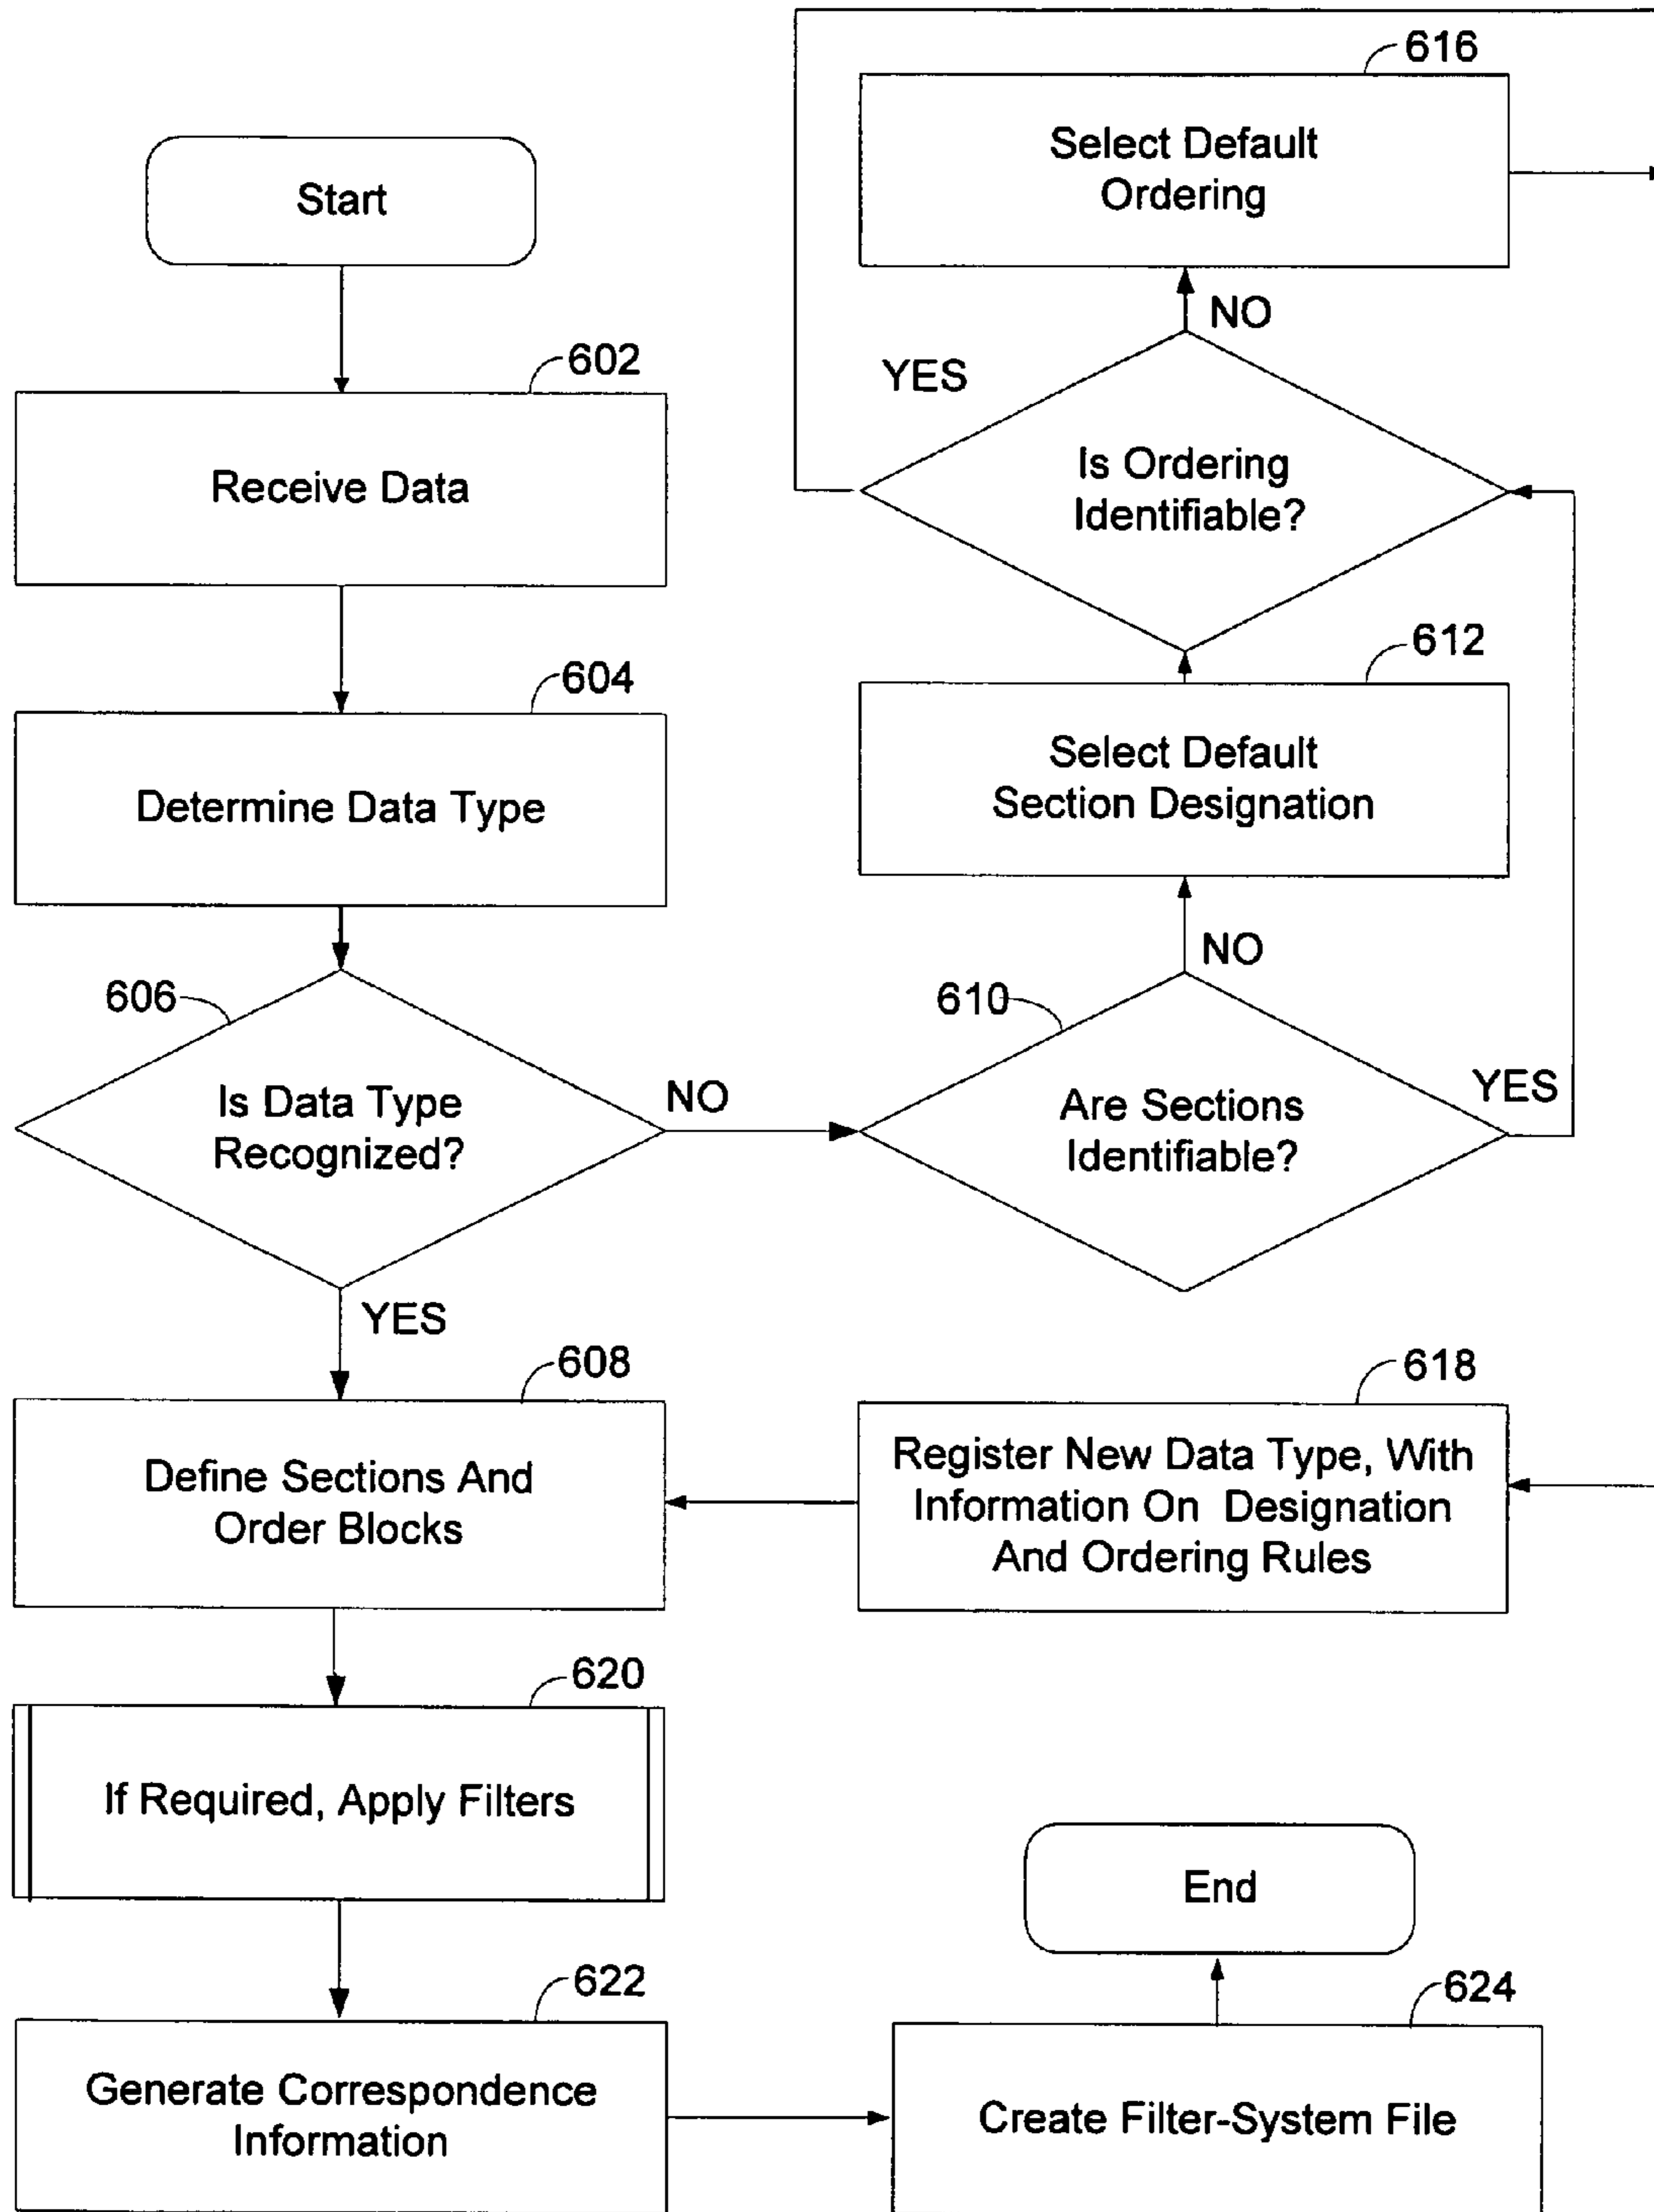 Start
602
Receive Data
604
Determine Data Type
606
Is Data Type
Recognized?
NO
YES
608
Define Sections And
Order Blocks
620
If Required, Apply Filters
622
Generate Correspondence
Information
616
Select Default
Ordering
NO
YES
Is Ordering
Identifiable?
612
Select Default
Section Designation
NO
610
YES
Are Sections
Identifiable?
618
Register New Data Type, With
Information On Designation
And Ordering Rules
End
624
Create Filter-System File